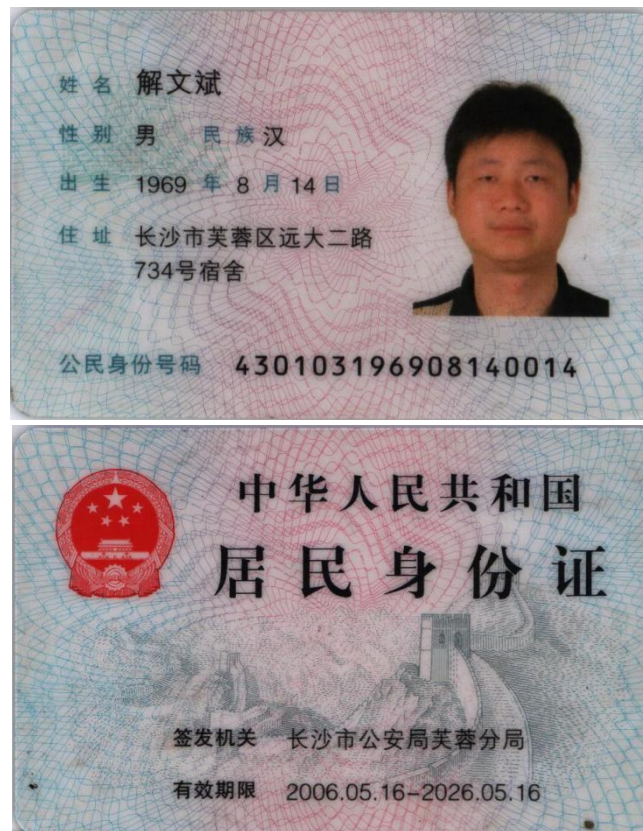 姓名 解文斌
性别 男 民族 汉
出生 1969 年 8 月 14 日
住址 长沙市芙蓉区远大二路
734号宿舍
公民身份号码 430103196908140014
中华人民共和国
居民身份证
签发机关 长沙市公安局芙蓉分局
有效期限 2006.05.16-2026.05.16